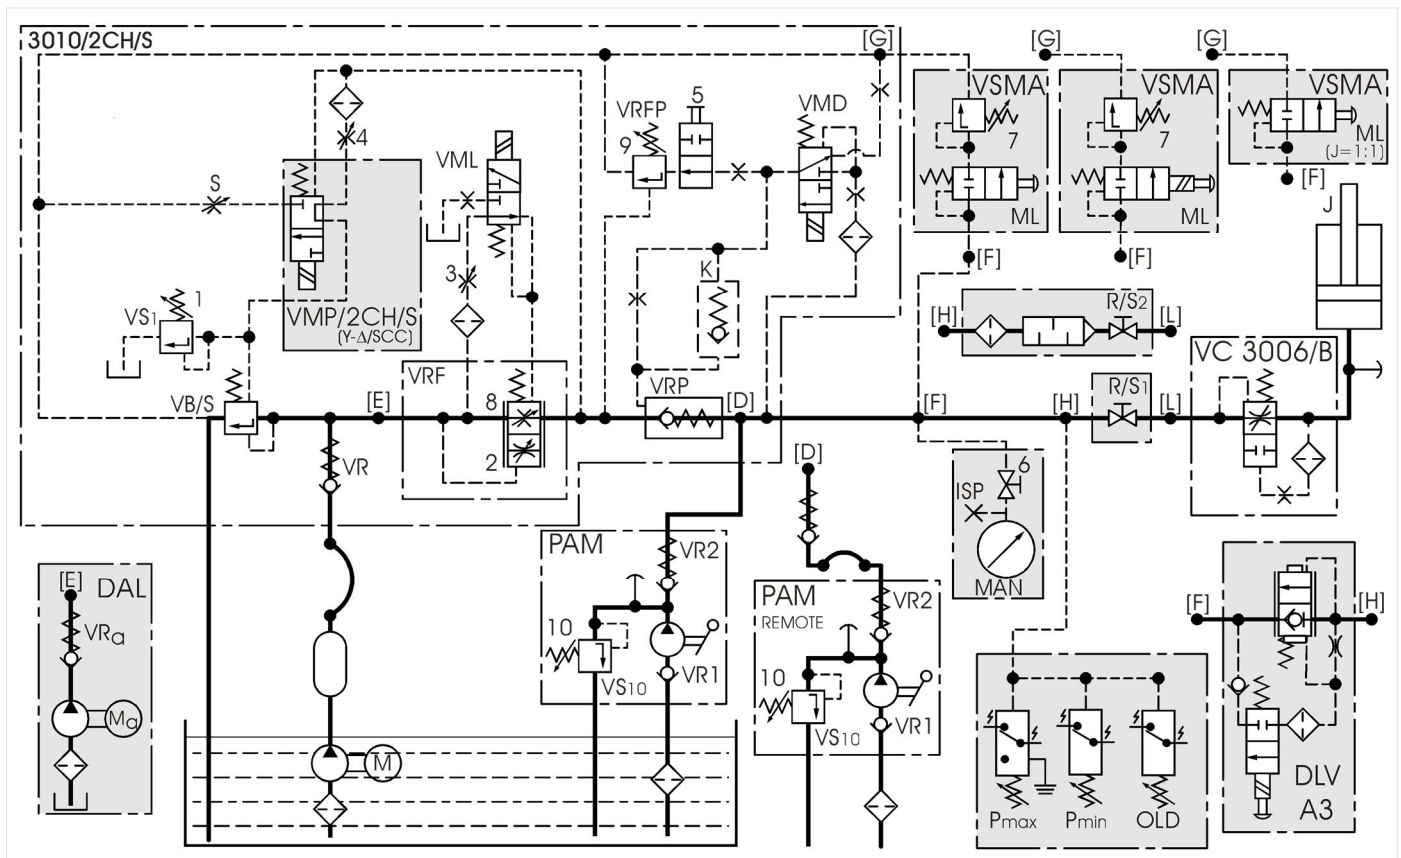 3010/2CH/S
[G]
[G]
[G]
VSMA
VSMA
VSMA
5
VMD
VRFP
9
4
VML
7
7
ML
(J=1:1)
S
[F]
ML
ML
J
3
K
[F]
[F]
1
VS1
VMP/2CH/S
(Y-Δ/SCC)
R/S2
[H]
[L]
VC 3006/B
VRF
VRP
R/S1
VB/S
[E]
8
[D]
[F]
[H]
[L]
2
VR
[D]
6
ISP
MAN
PAM
VR2
[E]
DAL
VRa
PAM
REMOTE
VR2
[F]
[H]
10
VS10
VR1
10
VS10
VR1
Ma
M
DLV
A3
Pmax
Pmin
OLD